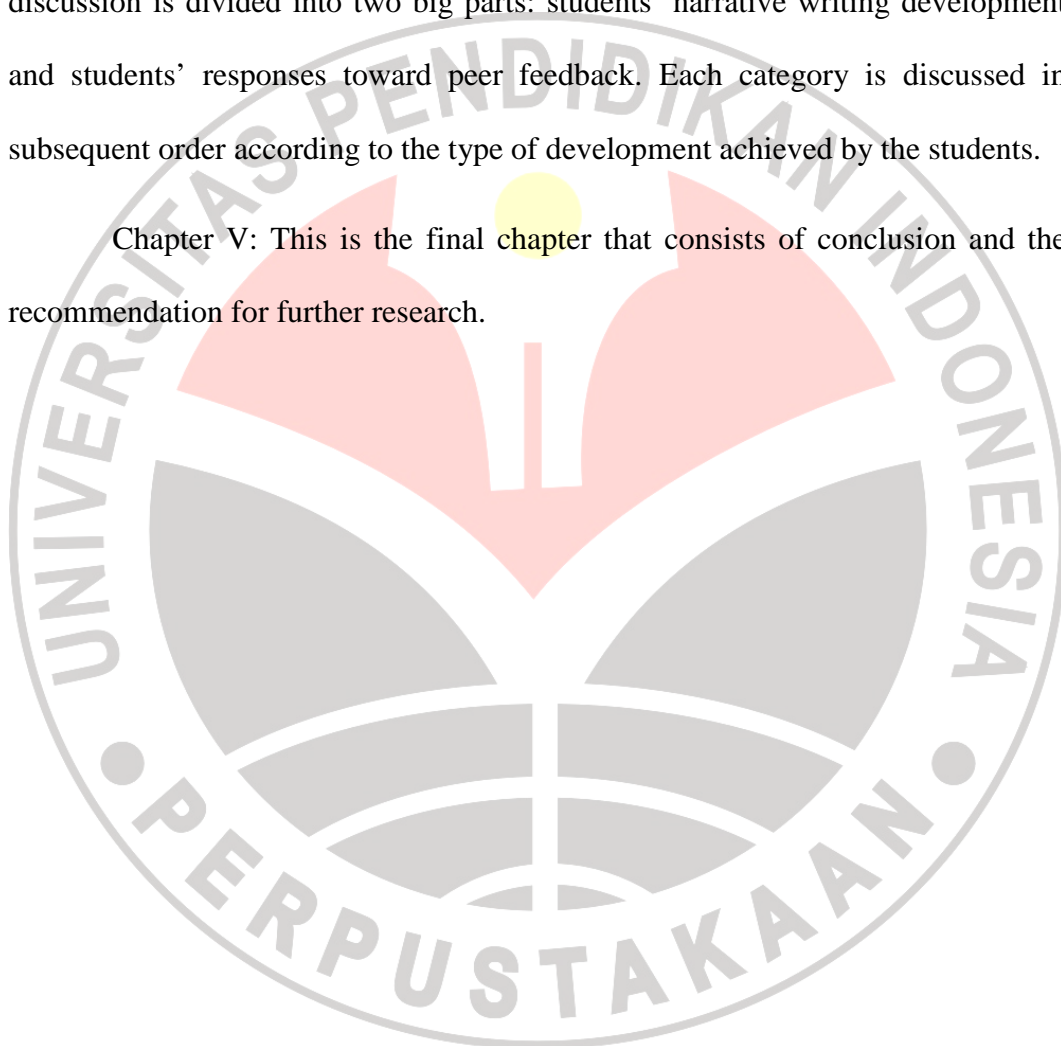 discussion is divided into two big parts: students’ narrative writing development
and students’ responses toward peer feedback. Each category is discussed in
subsequent order according to the type of development achieved by the students.
Chapter V: This is the final chapter that consists of conclusion and the
recommendation for further research.
UNIVERSITAS PENDIDIKAN INDONESIA
PERPUSTAKAAN